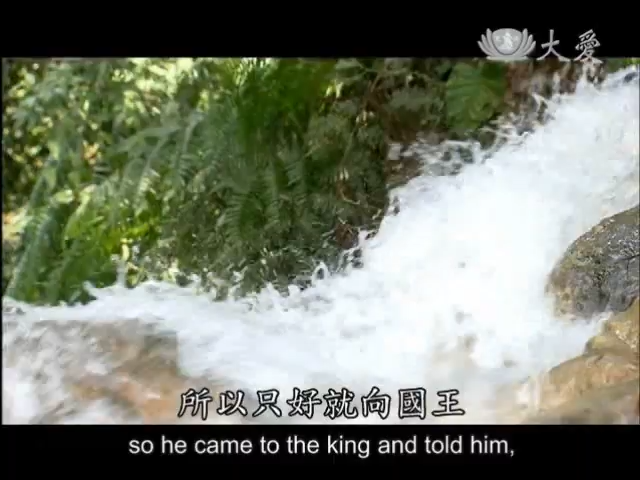 大愛
所以只好就向國王
so he came to the king and told him,